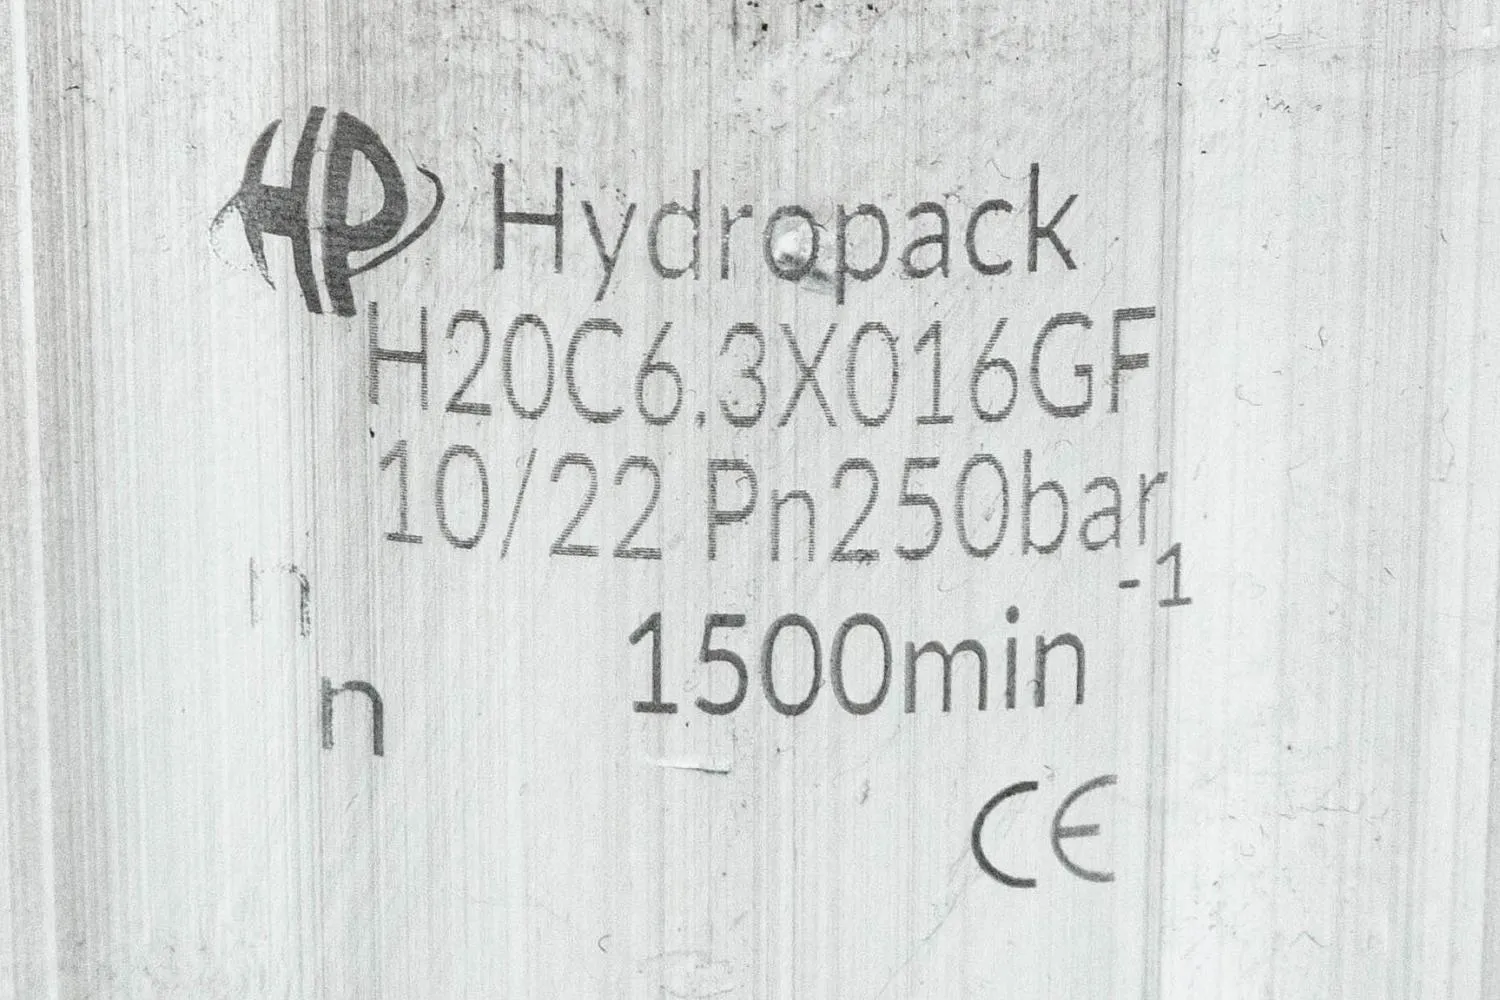 HP Hydropack
H20C6.3X016GF
10/22 Pn250bar
n
n 1500min-1
CE